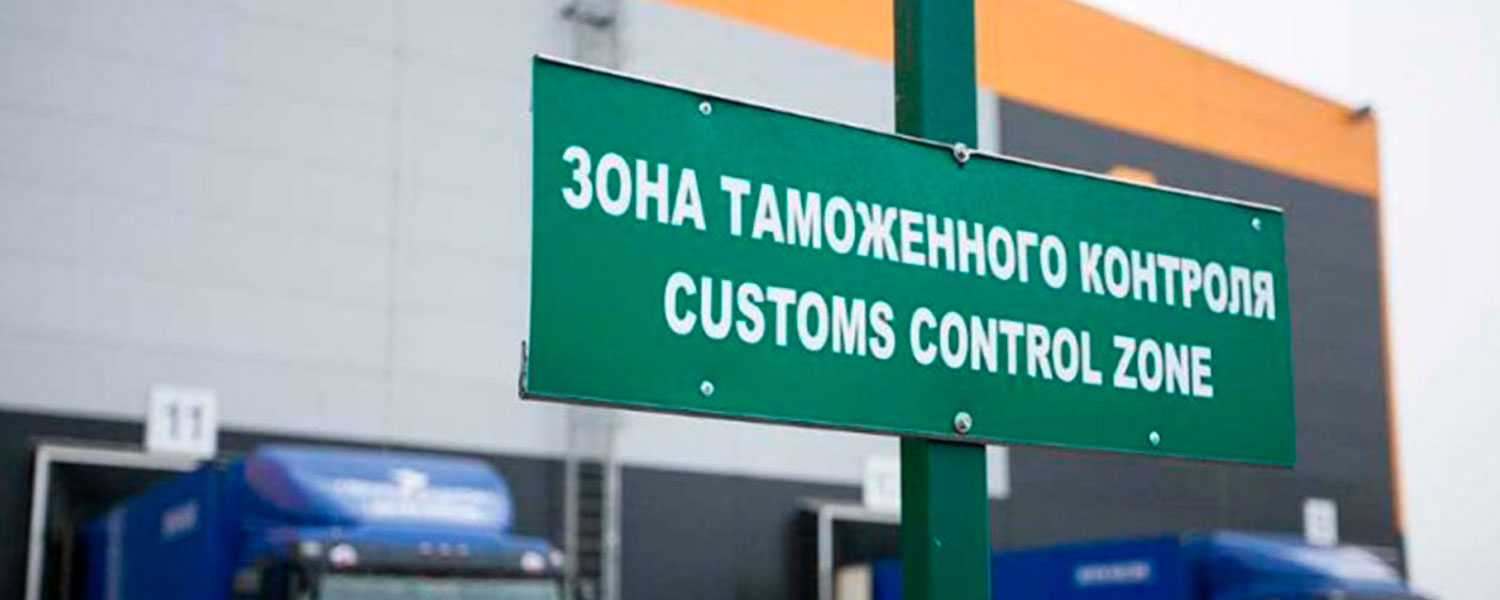 ЗОНА ТАМОЖЕННОГО КОНТРОЛЯ
CUSTOMS CONTROL ZONE
11